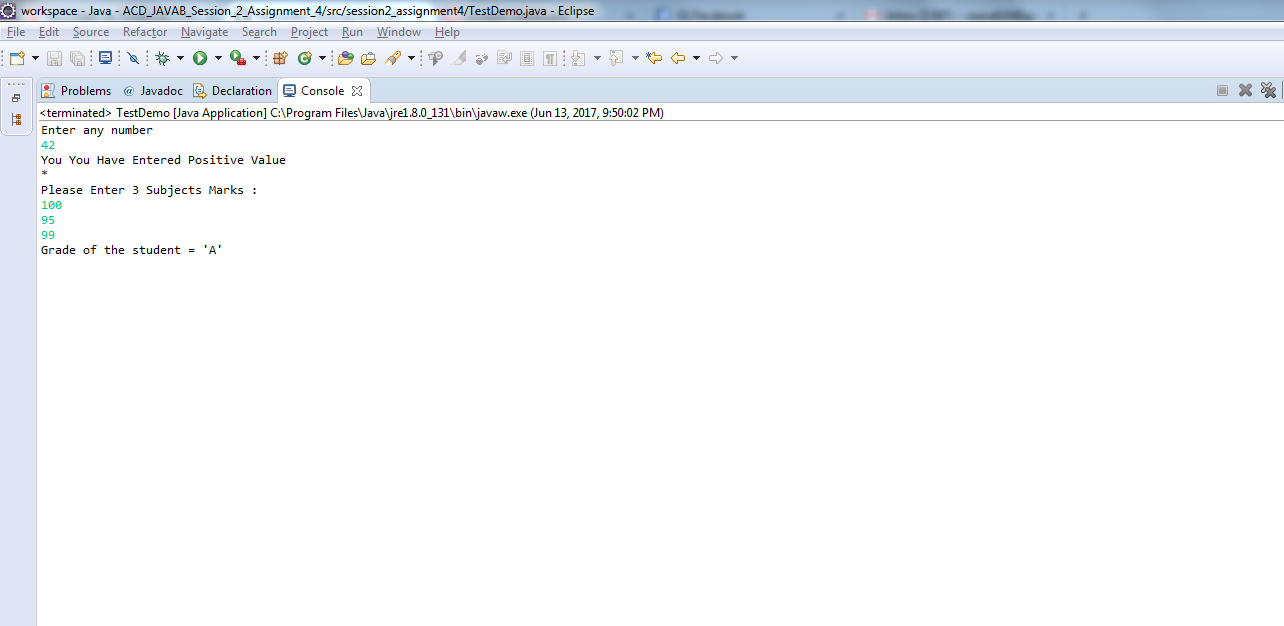 workspace - Java - ACD_JAVAB_Session_2_Assignment_4/src/session2_assignment4/TestDemo.java - Eclipse
File Edit Source Refactor Navigate Search Project Run Window Help
Problems @ Javadoc Declaration Console
<terminated> TestDemo [Java Application] C:\Program Files\Java\jre1.8.0_131\bin\javaw.exe (Jun 13, 2017, 9:50:02 PM)
Enter any number
42
You You Have Entered Positive Value
*
Please Enter 3 Subjects Marks :
100
95
99
Grade of the student = 'A'